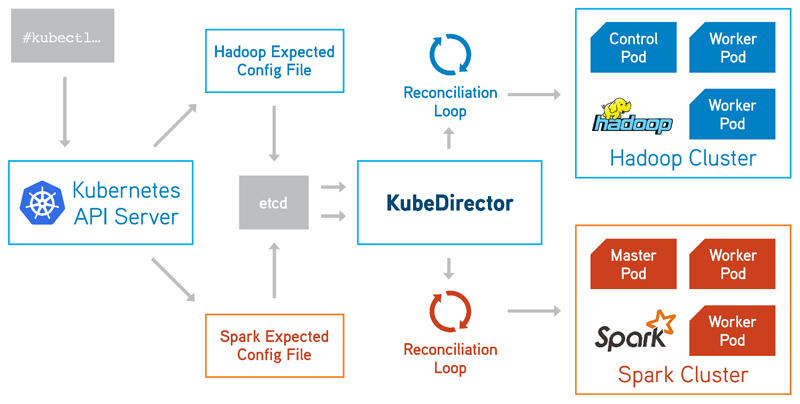 #kubectl…
Hadoop Expected
Config File
Reconciliation
Loop
Control
Pod
Worker
Pod
hadoop
Worker
Pod
Hadoop Cluster
Kubernetes
API Server
etcd
KubeDirector
Spark Expected
Config File
Reconciliation
Loop
Master
Pod
Worker
Pod
Spark
Worker
Pod
Spark Cluster